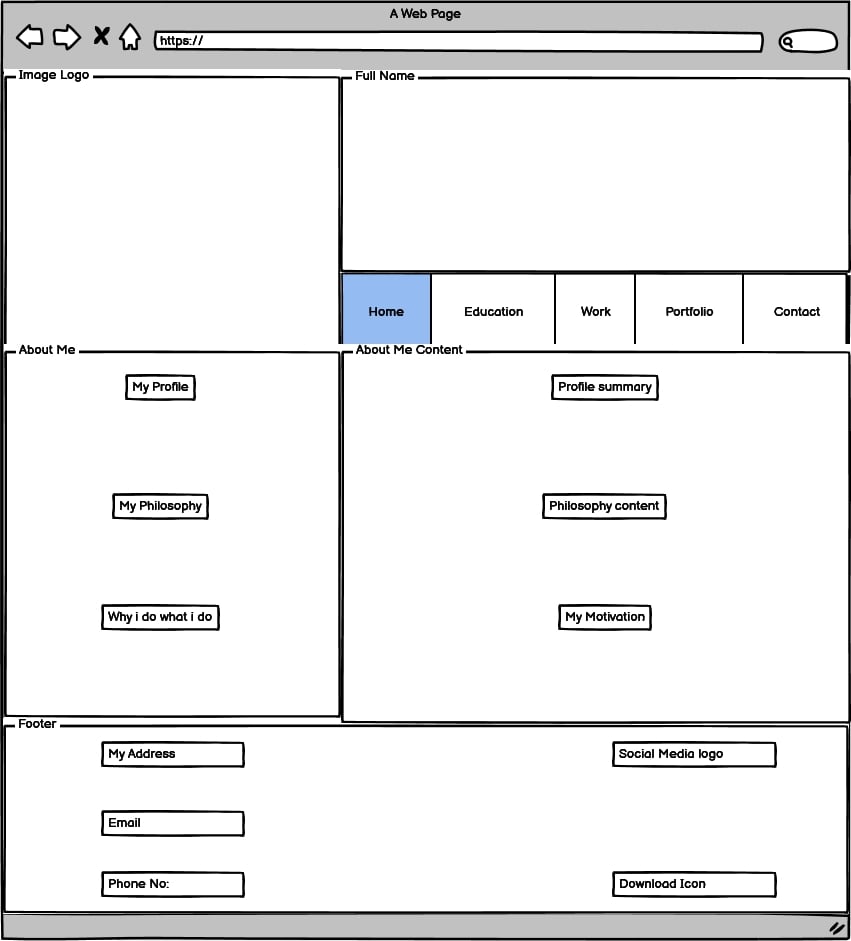 A Web Page
https://
Image Logo
Full Name
Home Education Work Portfolio Contact
About Me
About Me Content
My Profile
Profile summary
My Philosophy
Philosophy content
Why i do what i do
My Motivation
Footer
My Address
Social Media logo
Email
Phone No:
Download Icon